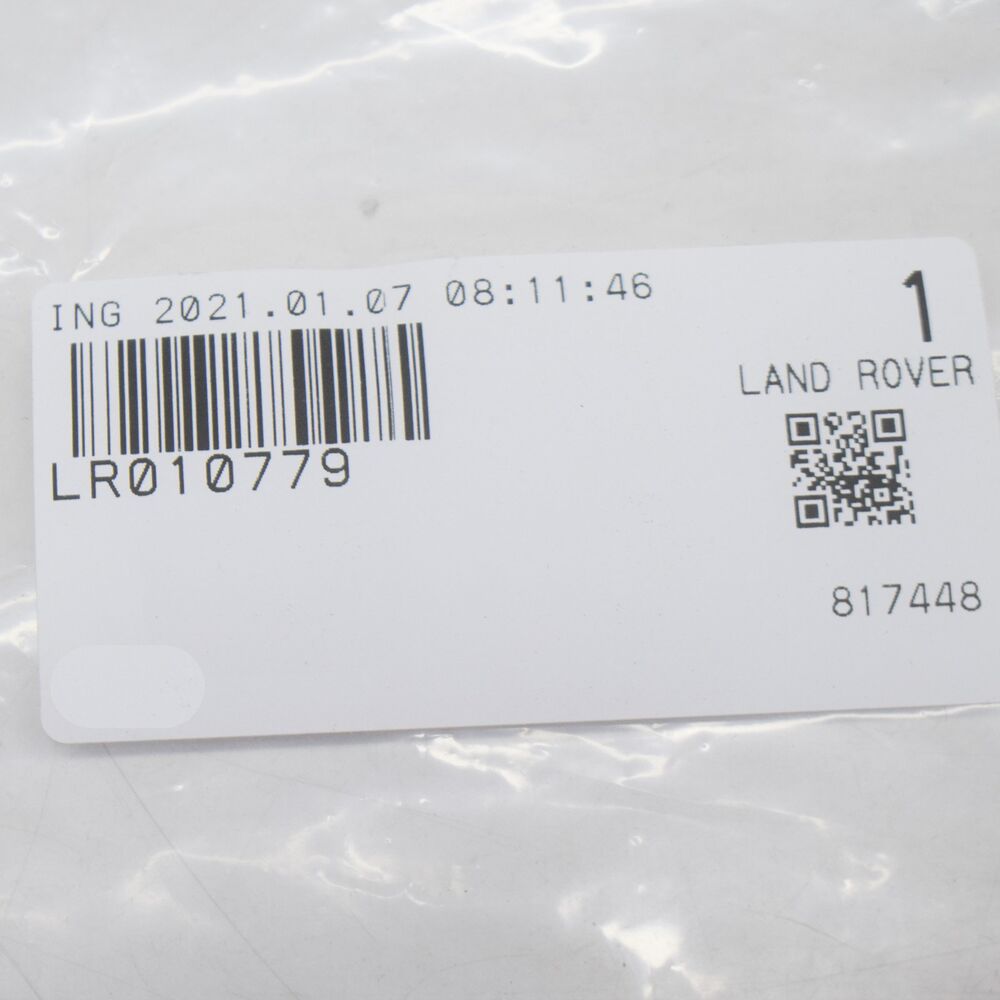 ING 2021.01.07 08:11:46
1
LAND ROVER
LR010779
817448